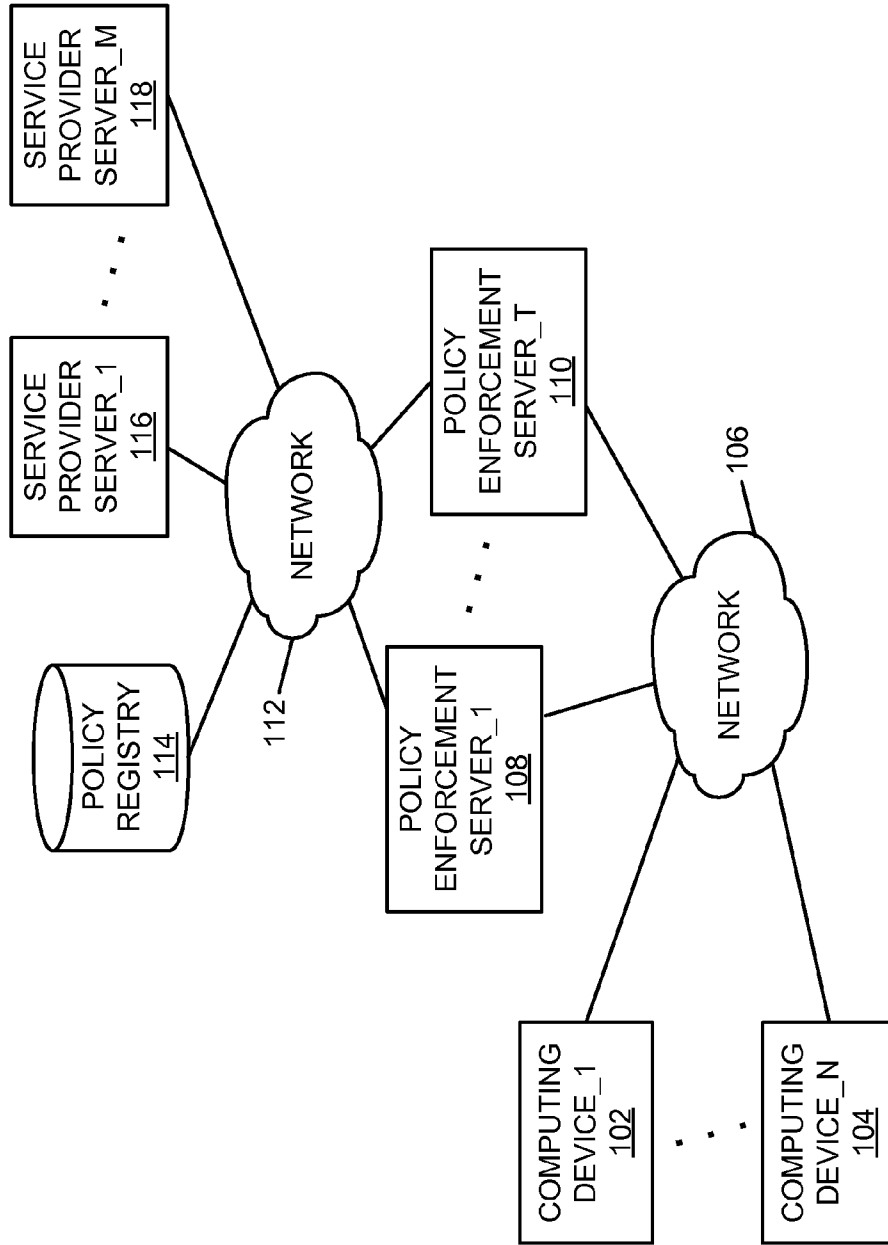 SERVICE
PROVIDER
SERVER_M
118
SERVICE
PROVIDER
SERVER_1
116
POLICY
REGISTRY
114
NETWORK
112
POLICY
ENFORCEMENT
SERVER_T
110
POLICY
ENFORCEMENT
SERVER_1
108
106
NETWORK
COMPUTING
DEVICE_1
102
COMPUTING
DEVICE_N
104